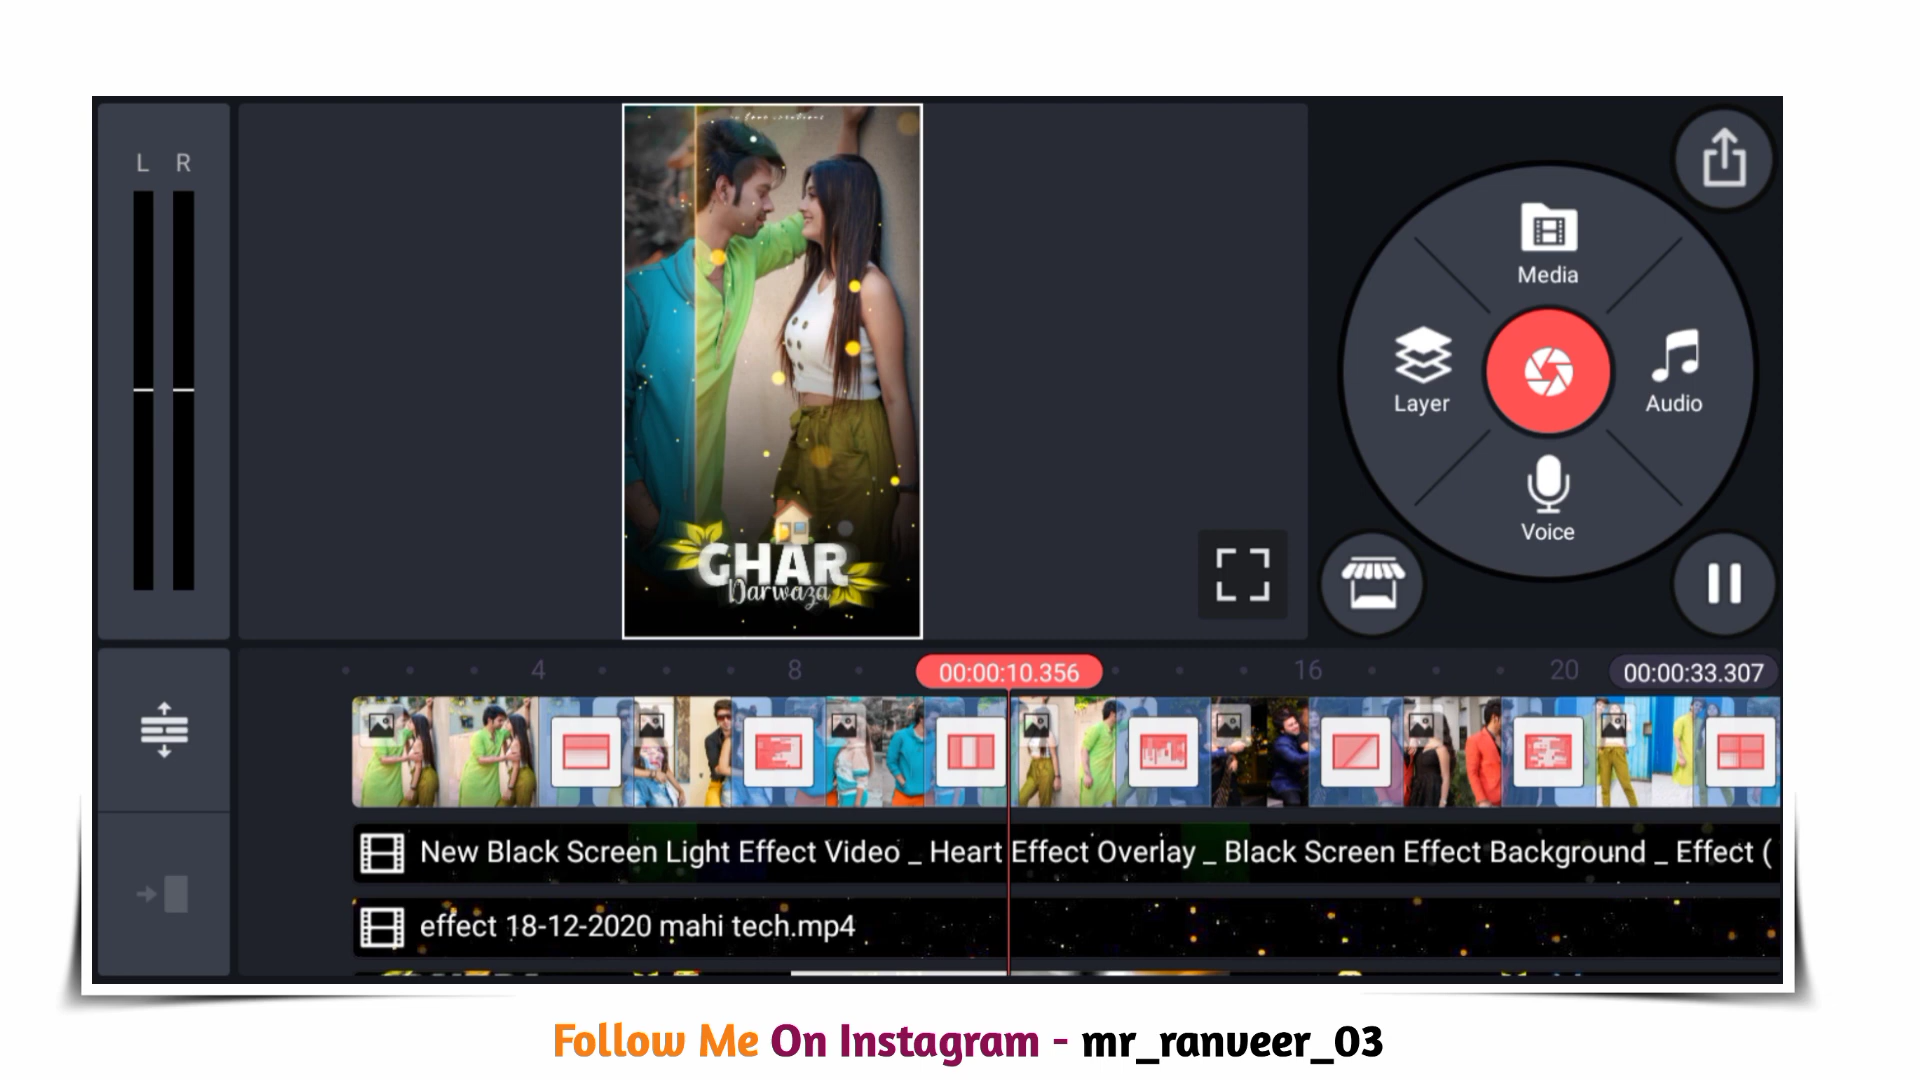 L R
love creations
GHAR
Darwaza
Media
Layer
Audio
Voice
4 8 00:00:10.356 16 20 00:00:33.307
New Black Screen Light Effect Video _ Heart Effect Overlay _ Black Screen Effect Background _ Effect (
effect 18-12-2020 mahi tech.mp4
Follow Me On Instagram - mr_ranveer_03